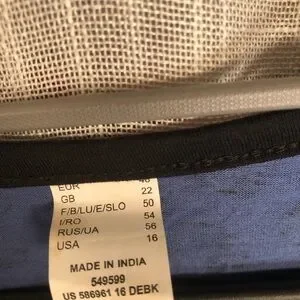 EUR 48
GB 22
F/B/LU/E/SLO 50
I/RO 54
RUS/UA 56
USA 16
MADE IN INDIA
549599
US 586961 16 DEBK